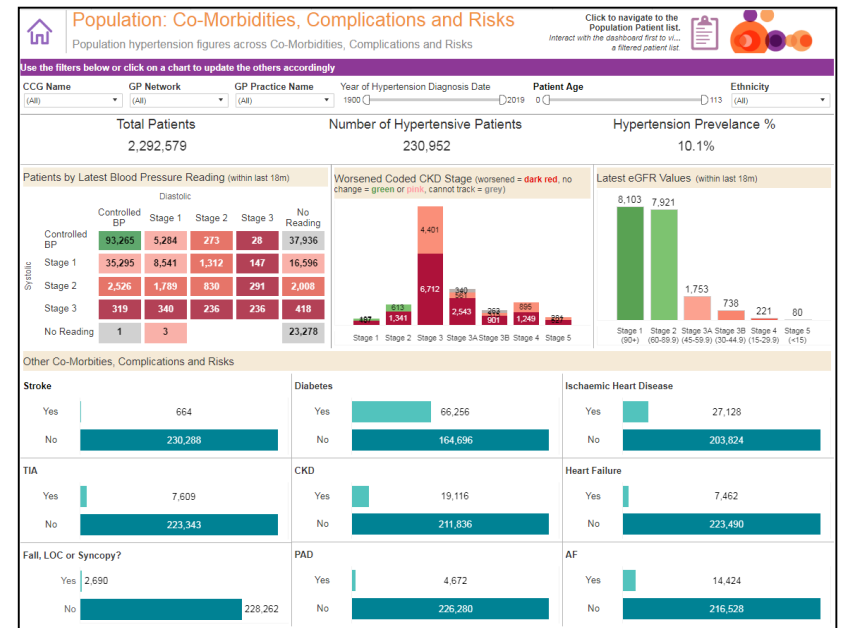 Population: Co-Morbidities, Complications and Risks
Population hypertension figures across Co-Morbidities, Complications and Risks
Click to navigate to the
Population Patient list.
Interact with the dashboard first to vi...
a filtered patient list.
Use the filters below or click on a chart to update the others accordingly
CCG Name GP Network GP Practice Name Year of Hypertension Diagnosis Date Patient Age Ethnicity
(All) (All) (All) 1900 2019 0 113 (All)
Total Patients Number of Hypertensive Patients Hypertension Prevelance %
2,292,579 230,952 10.1%
Patients by Latest Blood Pressure Reading (within last 18m)
Diastolic
Controlled BP Stage 1 Stage 2 Stage 3 No Reading
Systolic
Controlled BP 93,265 5,284 273 28 37,936
Stage 1 35,295 8,541 1,312 147 16,596
Stage 2 2,526 1,789 830 291 2,008
Stage 3 319 340 236 236 418
No Reading 1 3 23,278
Worsened Coded CKD Stage (worsened = dark red, no
change = green or pink, cannot track = grey)
4,401
6,712
613
1,341
340
2,543
901
895
1,249
Stage 1 Stage 2 Stage 3 Stage 3A Stage 3B Stage 4 Stage 5
Latest eGFR Values (within last 18m)
8,103 7,921 1,753 738 221 80
Stage 1 Stage 2 Stage 3A Stage 3B Stage 4 Stage 5
(90+) (60-89.9) (45-59.9) (30-44.9) (15-29.9) (<15)
Other Co-Morbities, Complications and Risks
Stroke
Yes 664
No 230,288
Diabetes
Yes 66,256
No 164,696
Ischaemic Heart Disease
Yes 27,128
No 203,824
TIA
Yes 7,609
No 223,343
CKD
Yes 19,116
No 211,836
Heart Failure
Yes 7,462
No 223,490
Fall, LOC or Syncopy?
Yes 2,690
No 228,262
PAD
Yes 4,672
No 226,280
AF
Yes 14,424
No 216,528